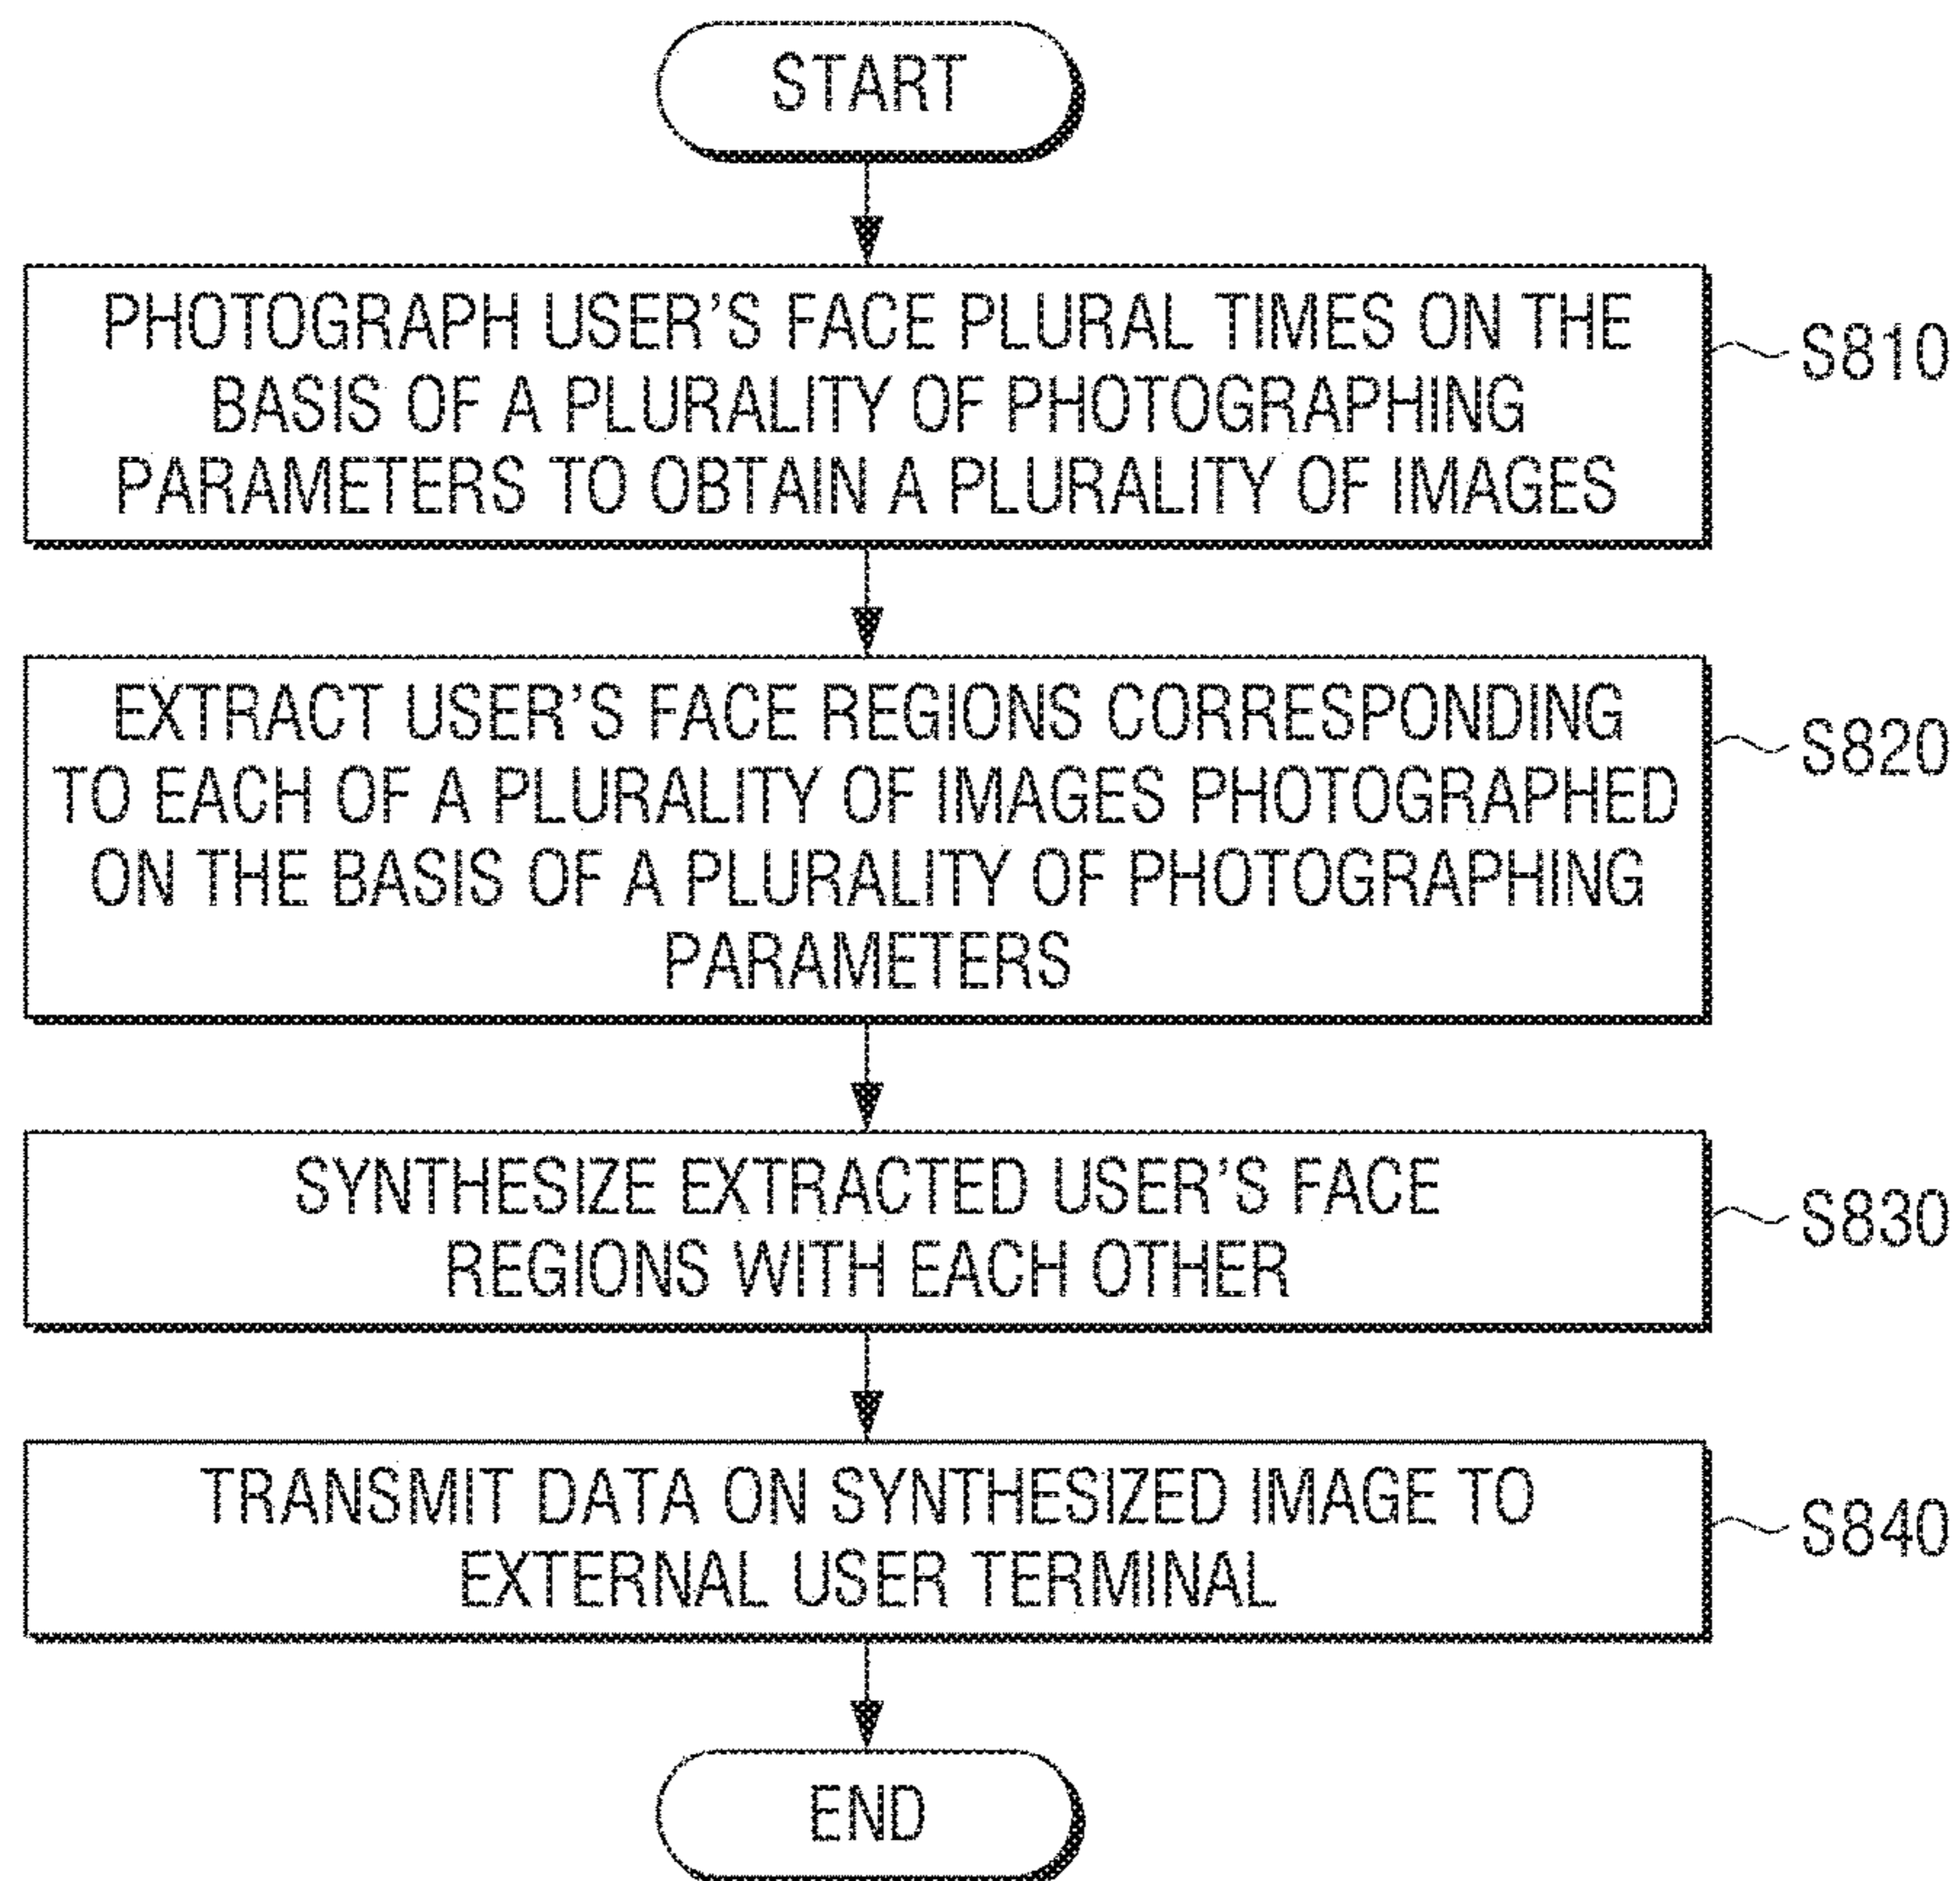 START
PHOTOGRAPH USER'S FACE PLURAL TIMES ON THE
BASIS OF A PLURALITY OF PHOTOGRAPHING
PARAMETERS TO OBTAIN A PLURALITY OF IMAGES
S810
EXTRACT USER'S FACE REGIONS CORRESPONDING
TO EACH OF A PLURALITY OF IMAGES PHOTOGRAPHED
ON THE BASIS OF A PLURALITY OF PHOTOGRAPHING
PARAMETERS
S820
SYNTHESIZE EXTRACTED USER'S FACE
REGIONS WITH EACH OTHER
S830
TRANSMIT DATA ON SYNTHESIZED IMAGE TO
EXTERNAL USER TERMINAL
S840
END